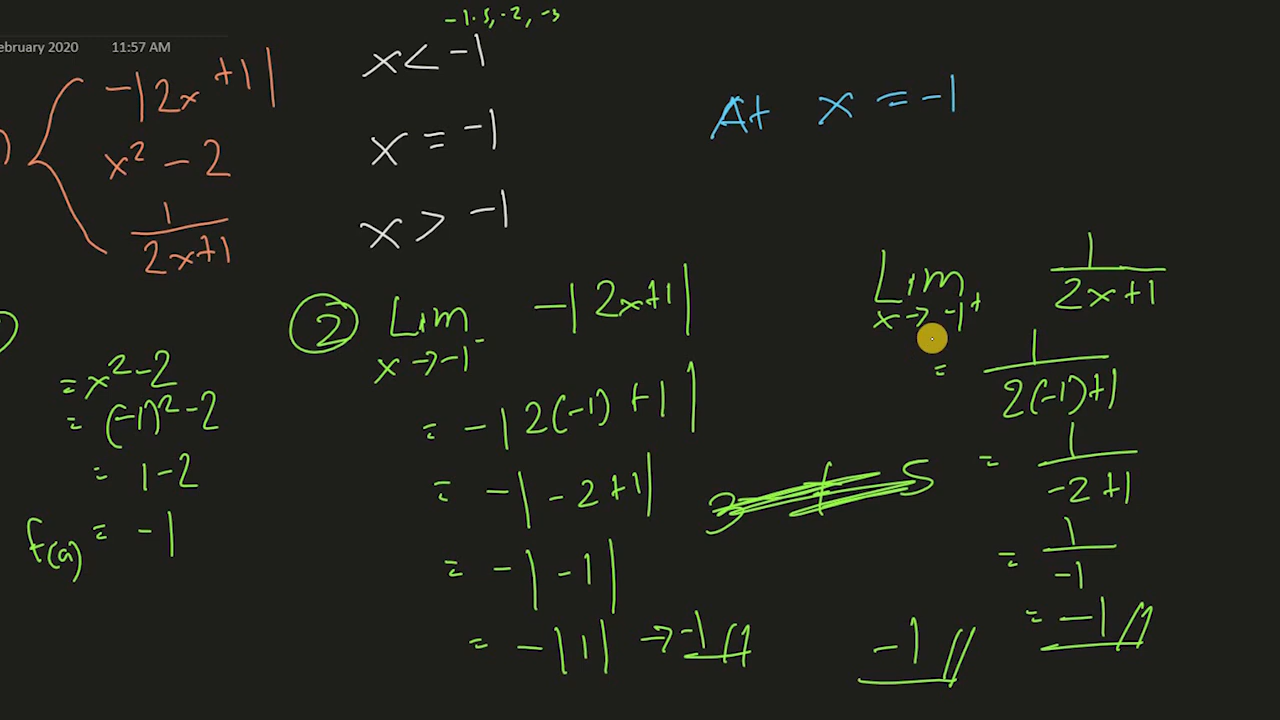 ebruary 2020 11:57 AM
-1.5, -2, -3
-|2x+1| x < -1
At x = -1
x² - 2 x = -1
1/(2x+1) x > -1
= x² - 2
= (-1)² - 2
= 1 - 2
f(a) = -1
② Lim x→-1⁻ -|2x+1|
= -|2(-1)+1|
= -|-2+1|
= -|-1|
= -|1| → -1 //
Lim x→-1⁺ 1/(2x+1)
= 1/(2(-1)+1)
= 1/(-2+1)
= 1/-1
= -1 //
-1 //